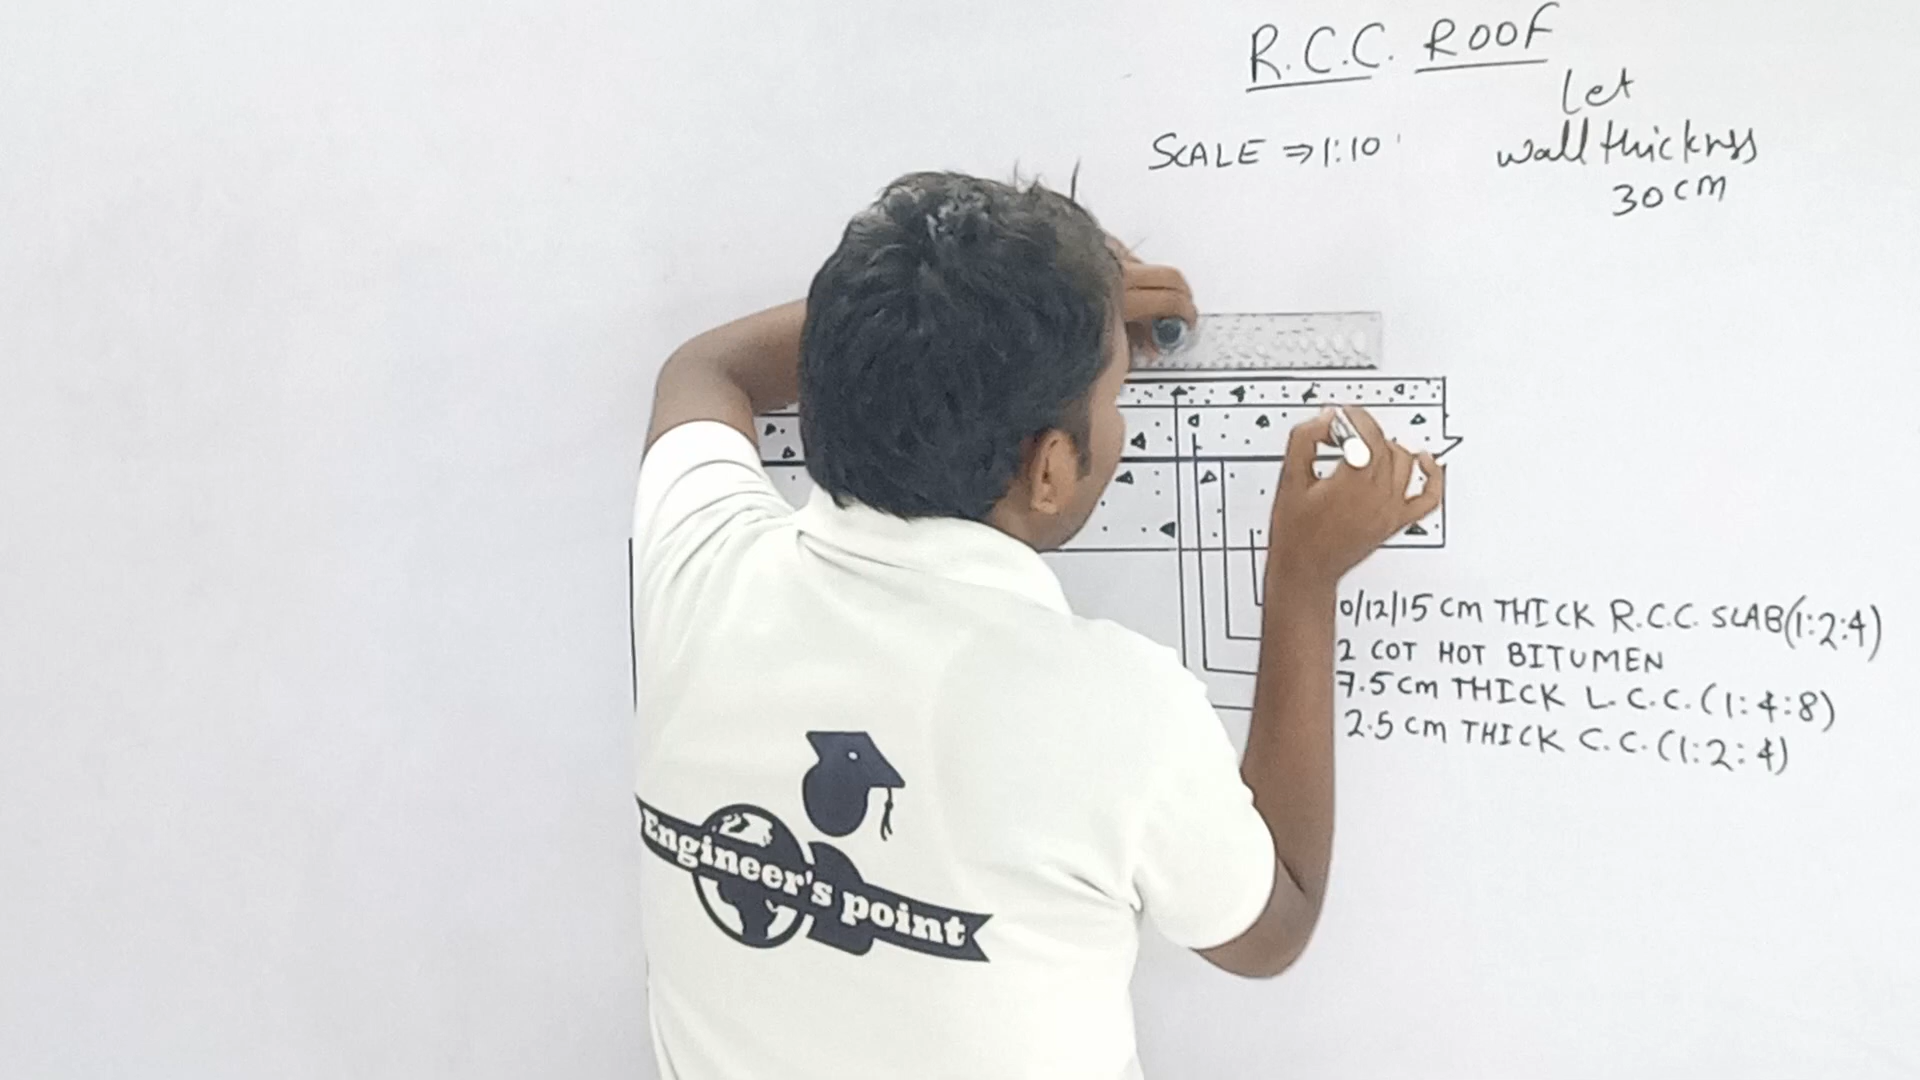 R.C.C. ROOF
Let
SCALE ⇒ 1:10
wall thicknss
30 cm
0/12/15 cm THICK R.C.C. SLAB (1:2:4)
2 COT HOT BITUMEN
7.5 cm THICK L.C.C. (1:4:8)
2.5 cm THICK C.C. (1:2:4)
Engineer's point